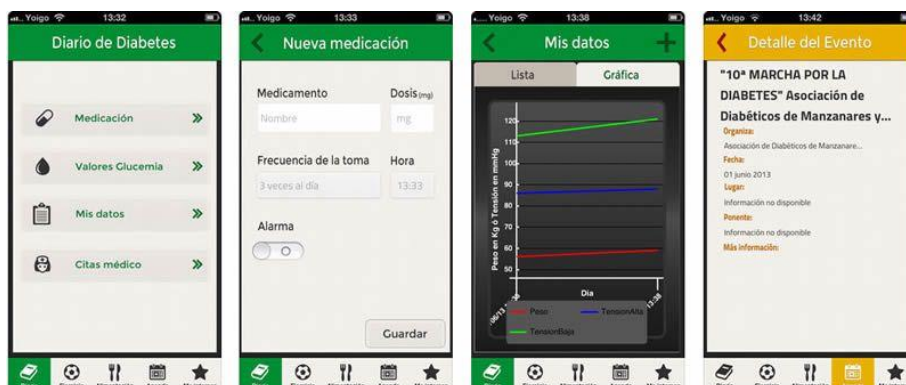 Yoigo 13:32
Diario de Diabetes
Medicación
Valores Glucemia
Mis datos
Citas médico
Yoigo 13:33
Nueva medicación
Medicamento Dosis (mg)
Nombre mg
Frecuencia de la toma Hora
3 veces al día 13:33
Alarma
Guardar
Yoigo 13:38
Mis datos
Lista Gráfica
Peso en Kg ó Tensión en mmHg
120
110
100
90
80
70
60
50
Dia
13:38
Peso TensionAlta
TensionBaja
Yoigo 13:42
Detalle del Evento
"10ª MARCHA POR LA
DIABETES" Asociación de
Diabéticos de Manzanares y...
Organiza:
Asociación de Diabéticos de Manzanare...
Fecha:
01 junio 2013
Lugar:
Información no disponible
Ponente:
Información no disponible
Más información: